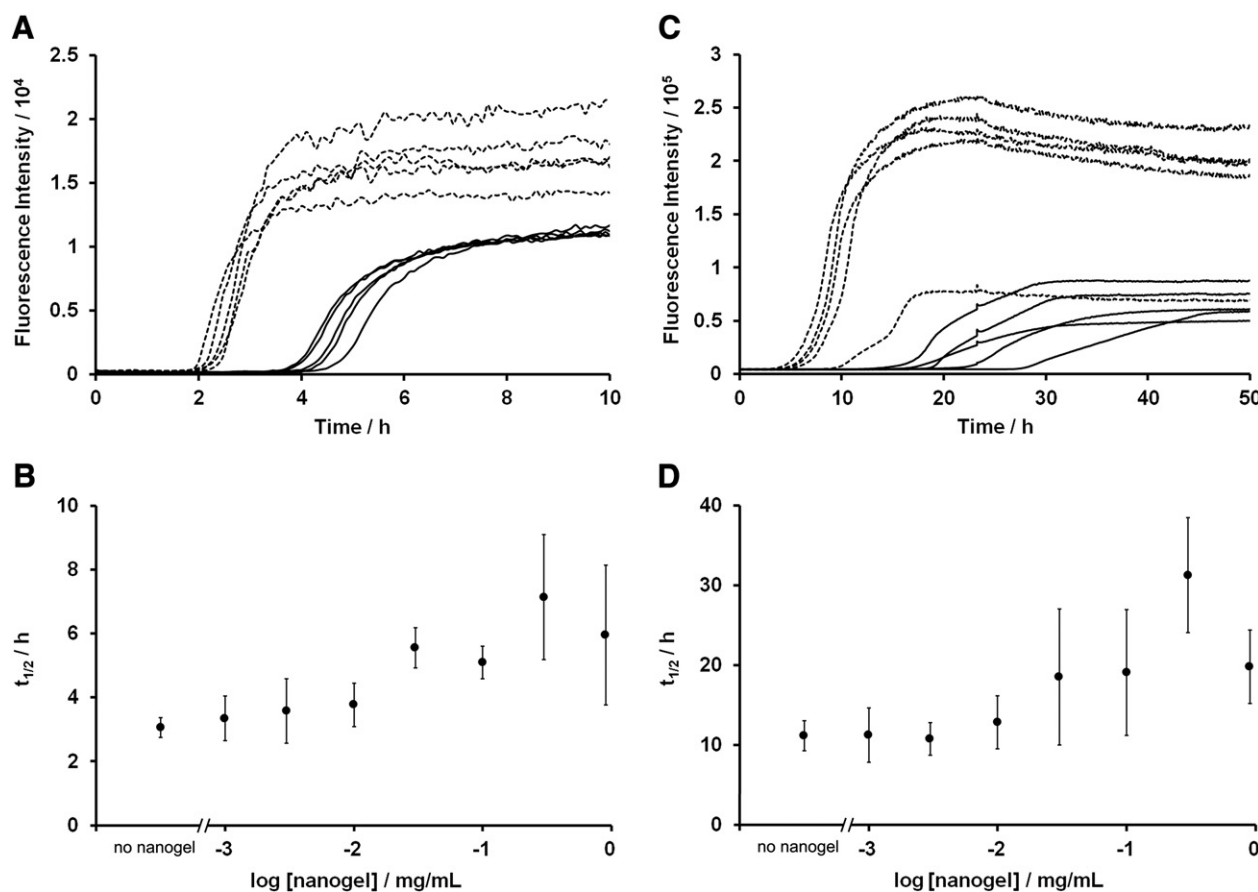 A
Fluorescence Intensity / 10⁴
2.5
2
1.5
1
0.5
0
0 2 4 6 8 10
Time / h
C
Fluorescence Intensity / 10⁵
3
2.5
2
1.5
1
0.5
0
0 10 20 30 40 50
Time / h
B
t1/2 / h
10
8
6
4
2
0
no nanogel -3 -2 -1 0
log [nanogel] / mg/mL
D
t1/2 / h
40
30
20
10
0
no nanogel -3 -2 -1 0
log [nanogel] / mg/mL